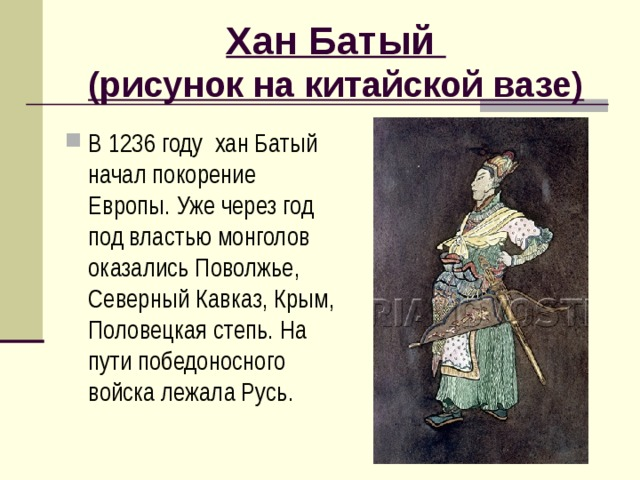 Хан Батый
(рисунок на китайской вазе)
В 1236 году хан Батый
начал покорение
Европы. Уже через год
под властью монголов
оказались Поволжье,
Северный Кавказ, Крым,
Половецкая степь. На
пути победоносного
войска лежала Русь.
RIANOVOSTI